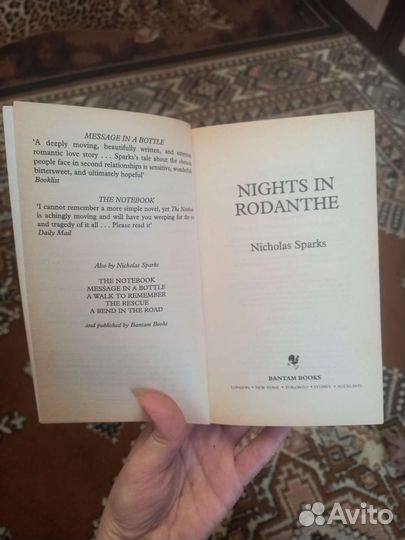 MESSAGE IN A BOTTLE
'A deeply moving, beautifully written, and extremely
romantic love story . . . Sparks's tale about the obstacles
people face in second relationships is sensitive, wonderfully
bittersweet, and ultimately hopeful'
Booklist
THE NOTEBOOK
'I cannot remember a more simple novel, yet The Notebook
is achingly moving and will have you weeping for the
and tragedy of it all . . . Please read it'
Daily Mail
Also by Nicholas Sparks
THE NOTEBOOK
MESSAGE IN A BOTTLE
A WALK TO REMEMBER
THE RESCUE
A BEND IN THE ROAD
and published by Bantam Books
NIGHTS IN
RODANTHE
Nicholas Sparks
BANTAM BOOKS
LONDON • NEW YORK • TORONTO • SYDNEY • AUCKLAND
Avito